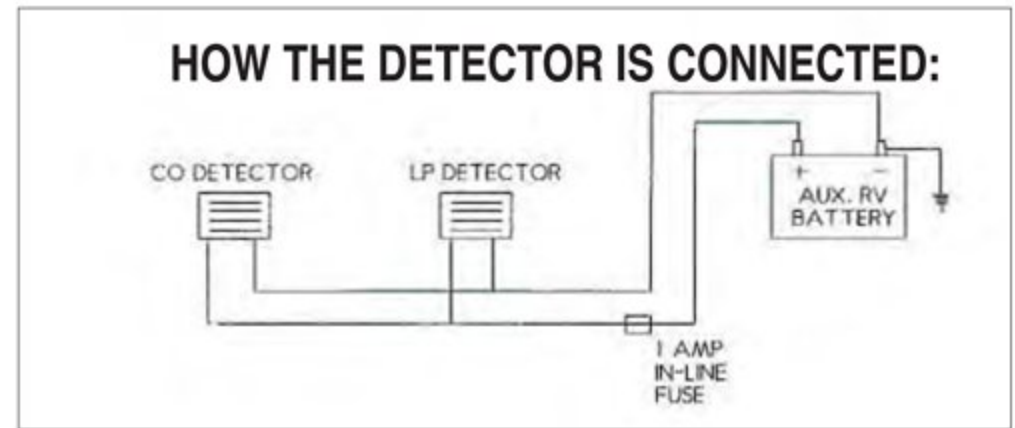 HOW THE DETECTOR IS CONNECTED:
CO DETECTOR
LP DETECTOR
+ −
AUX. RV
BATTERY
1 AMP
IN-LINE
FUSE